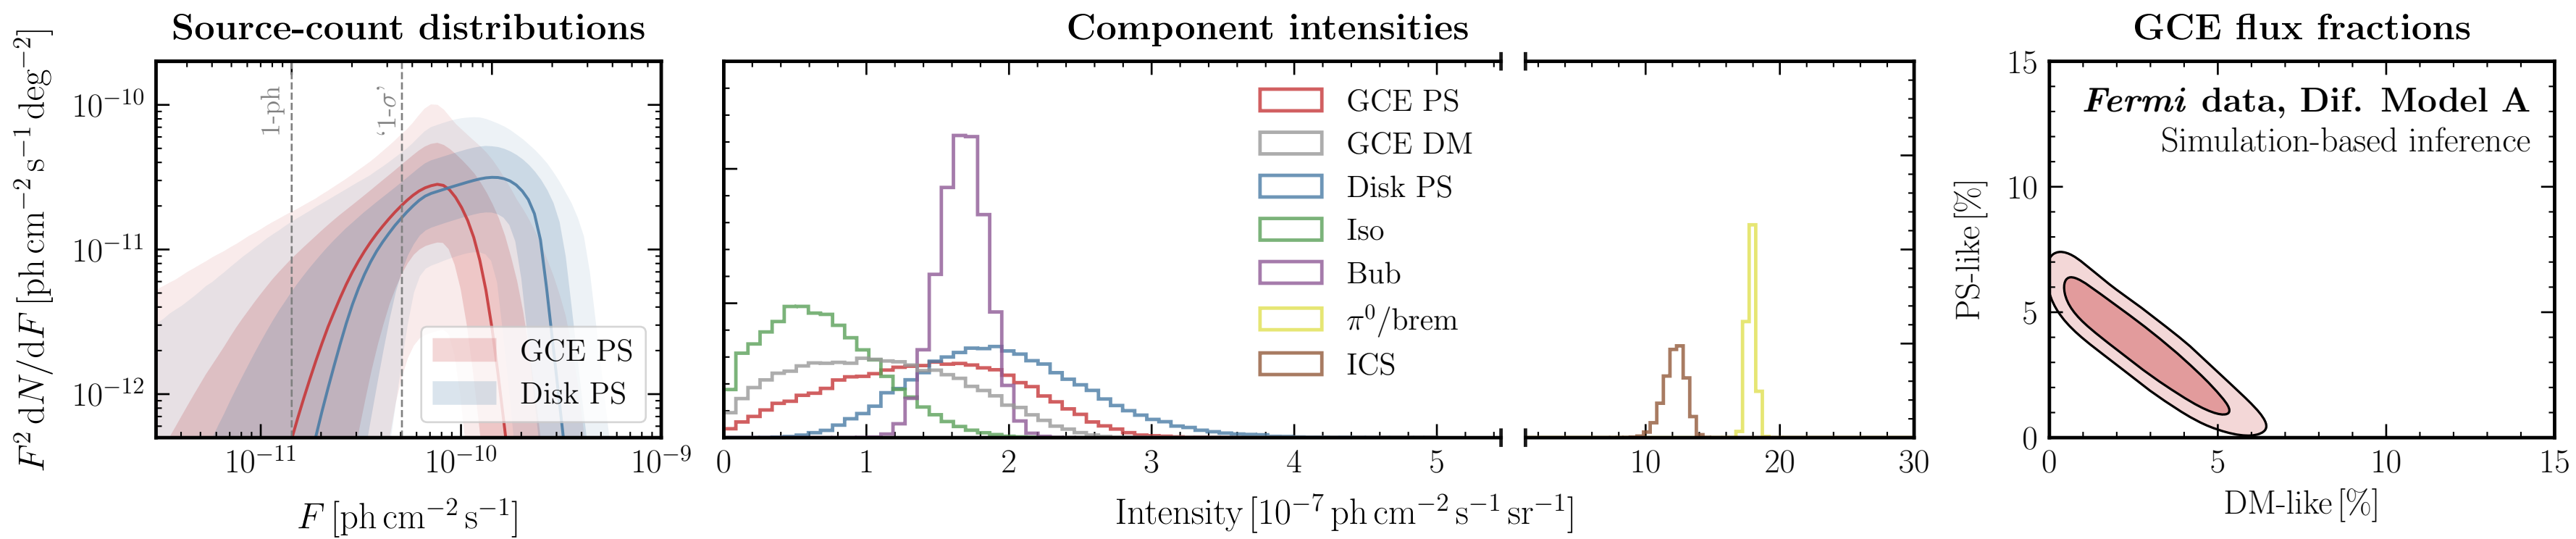 Source-count distributions
F² dN/dF [ph cm⁻² s⁻¹ deg⁻²]
10⁻¹⁰
10⁻¹¹
10⁻¹²
1-ph
‘1-σ’
GCE PS
Disk PS
10⁻¹¹ 10⁻¹⁰ 10⁻⁹
F [ph cm⁻² s⁻¹]
Component intensities
GCE PS
GCE DM
Disk PS
Iso
Bub
π⁰/brem
ICS
0 1 2 3 4 5 10 20 30
Intensity [10⁻⁷ ph cm⁻² s⁻¹ sr⁻¹]
GCE flux fractions
Fermi data, Dif. Model A
Simulation-based inference
PS-like [%]
15
10
5
0
0 5 10 15
DM-like [%]